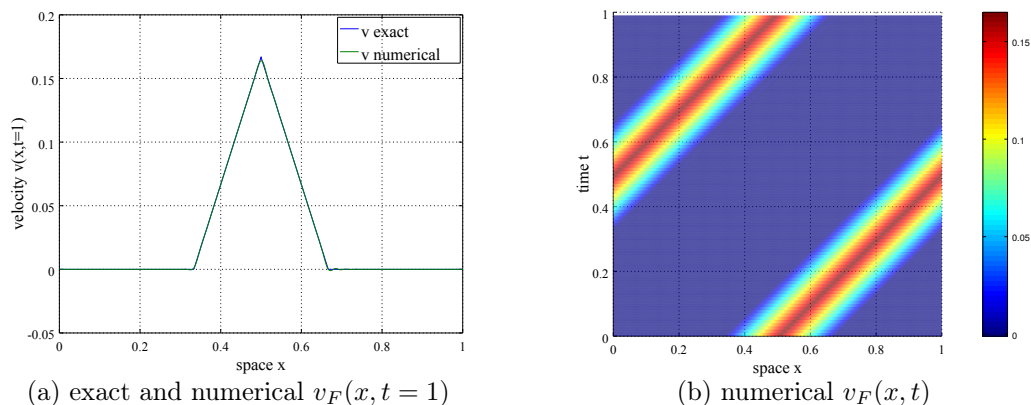 0.2
0.15
0.1
0.05
0
-0.05
velocity v(x,t=1)
v exact
v numerical
0 0.2 0.4 0.6 0.8 1
space x
(a) exact and numerical v_F(x, t = 1)
1
0.8
0.6
0.4
0.2
0
time t
0 0.2 0.4 0.6 0.8 1
space x
0.15
0.1
0.05
0
(b) numerical v_F(x, t)